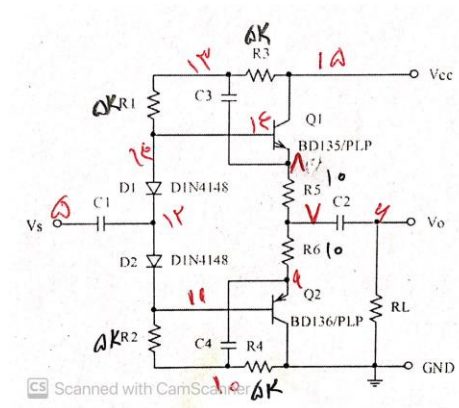 ۵K
۱۳ R3 ۱۵
Vcc
۵K R1 C3
۱۴ Q1
۱۴ BD135/PLP
۸
D1 D1N4148 R5 ۱۰
Vs ۵ C1 ۱۲ ۷ C2 ۶ Vo
R6 ۱۰
D2 D1N4148
۹
۱۱ Q2
BD136/PLP RL
۵K R2 C4 R4
GND
۱۰ ۵K
CS Scanned with CamScanner